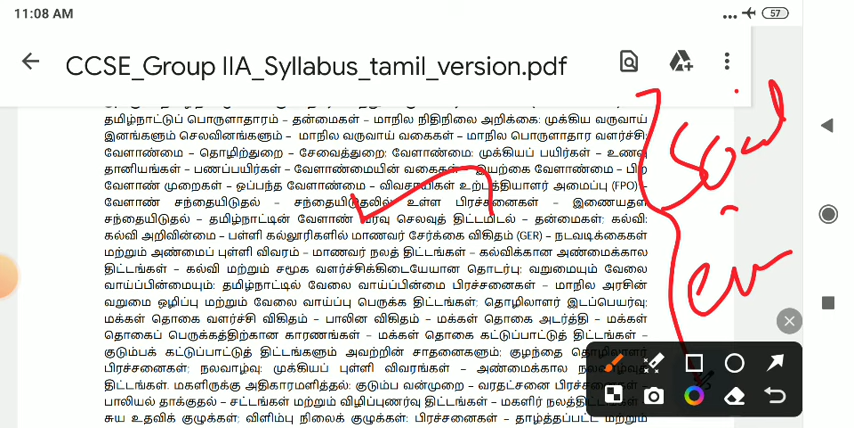 11:08 AM
57
CCSE_Group IIA_Syllabus_tamil_version.pdf
தமிழ்நாட்டுப் பொருளாதாரம் – தன்மைகள் – மாநில நிதிநிலை அறிக்கை: முக்கிய வருவாய்
இனங்களும் செலவினங்களும் – மாநில வருவாய் வகைகள் – மாநில பொருளாதார வளர்ச்சி:
வேளாண்மை – தொழிற்துறை – சேவைத்துறை: வேளாண்மை: முக்கியப் பயிர்கள் – உணவு
தானியங்கள் – பணப்பயிர்கள் – வேளாண்மையின் வகைகள் – இயற்கை வேளாண்மை – பிற
வேளாண் முறைகள் – ஒப்பந்த வேளாண்மை – விவசாயிகள் உற்பத்தியாளர் அமைப்பு (FPO) –
வேளாண் சந்தையிடுதல் – சந்தையிடுதலில் உள்ள பிரச்சனைகள் – இணையதள
சந்தையிடுதல் – தமிழ்நாட்டின் வேளாண் வரவு செலவுத் திட்டமிடல் – தன்மைகள்: கல்வி:
கல்வி அறிவின்மை – பள்ளி கல்லூரிகளில் மாணவர் சேர்க்கை விகிதம் (GER) – நடவடிக்கைகள்
மற்றும் அண்மைப் புள்ளி விவரம் – மாணவர் நலத் திட்டங்கள் – கல்விக்கான அண்மைக்கால
திட்டங்கள் – கல்வி மற்றும் சமூக வளர்ச்சிக்கிடையேயான தொடர்பு: வறுமையும் வேலை
வாய்ப்பின்மையும்: தமிழ்நாட்டில் வேலை வாய்ப்பின்மை பிரச்சனைகள் – மாநில அரசின்
வறுமை ஒழிப்பு மற்றும் வேலை வாய்ப்பு பெருக்க திட்டங்கள்: தொழிலாளர் இடப்பெயர்வு:
மக்கள் தொகை வளர்ச்சி விகிதம் – பாலின விகிதம் – மக்கள் தொகை அடர்த்தி – மக்கள்
தொகைப் பெருக்கத்திற்கான காரணங்கள் – மக்கள் தொகை கட்டுப்பாட்டுத் திட்டங்கள் –
குடும்பக் கட்டுப்பாட்டுத் திட்டங்களும் அவற்றின் சாதனைகளும்: குழந்தை தொழிலாளர்
பிரச்சனைகள்: நலவாழ்வு: முக்கியப் புள்ளி விவரங்கள் – அண்மைக்கால நலவாழ்வுத்
திட்டங்கள். மகளிருக்கு அதிகாரமளித்தல்: குடும்ப வன்முறை – வரதட்சனை பிரச்சனைகள் –
பாலியல் தாக்குதல் – சட்டங்கள் மற்றும் விழிப்புணர்வு திட்டங்கள் – மகளிர் நலத்திட்டங்கள் –
சுய உதவிக் குழுக்கள்: விளிம்பு நிலைக் குழுக்கள்: பிரச்சனைகள் – தாழ்த்தப்பட்ட மற்றும்